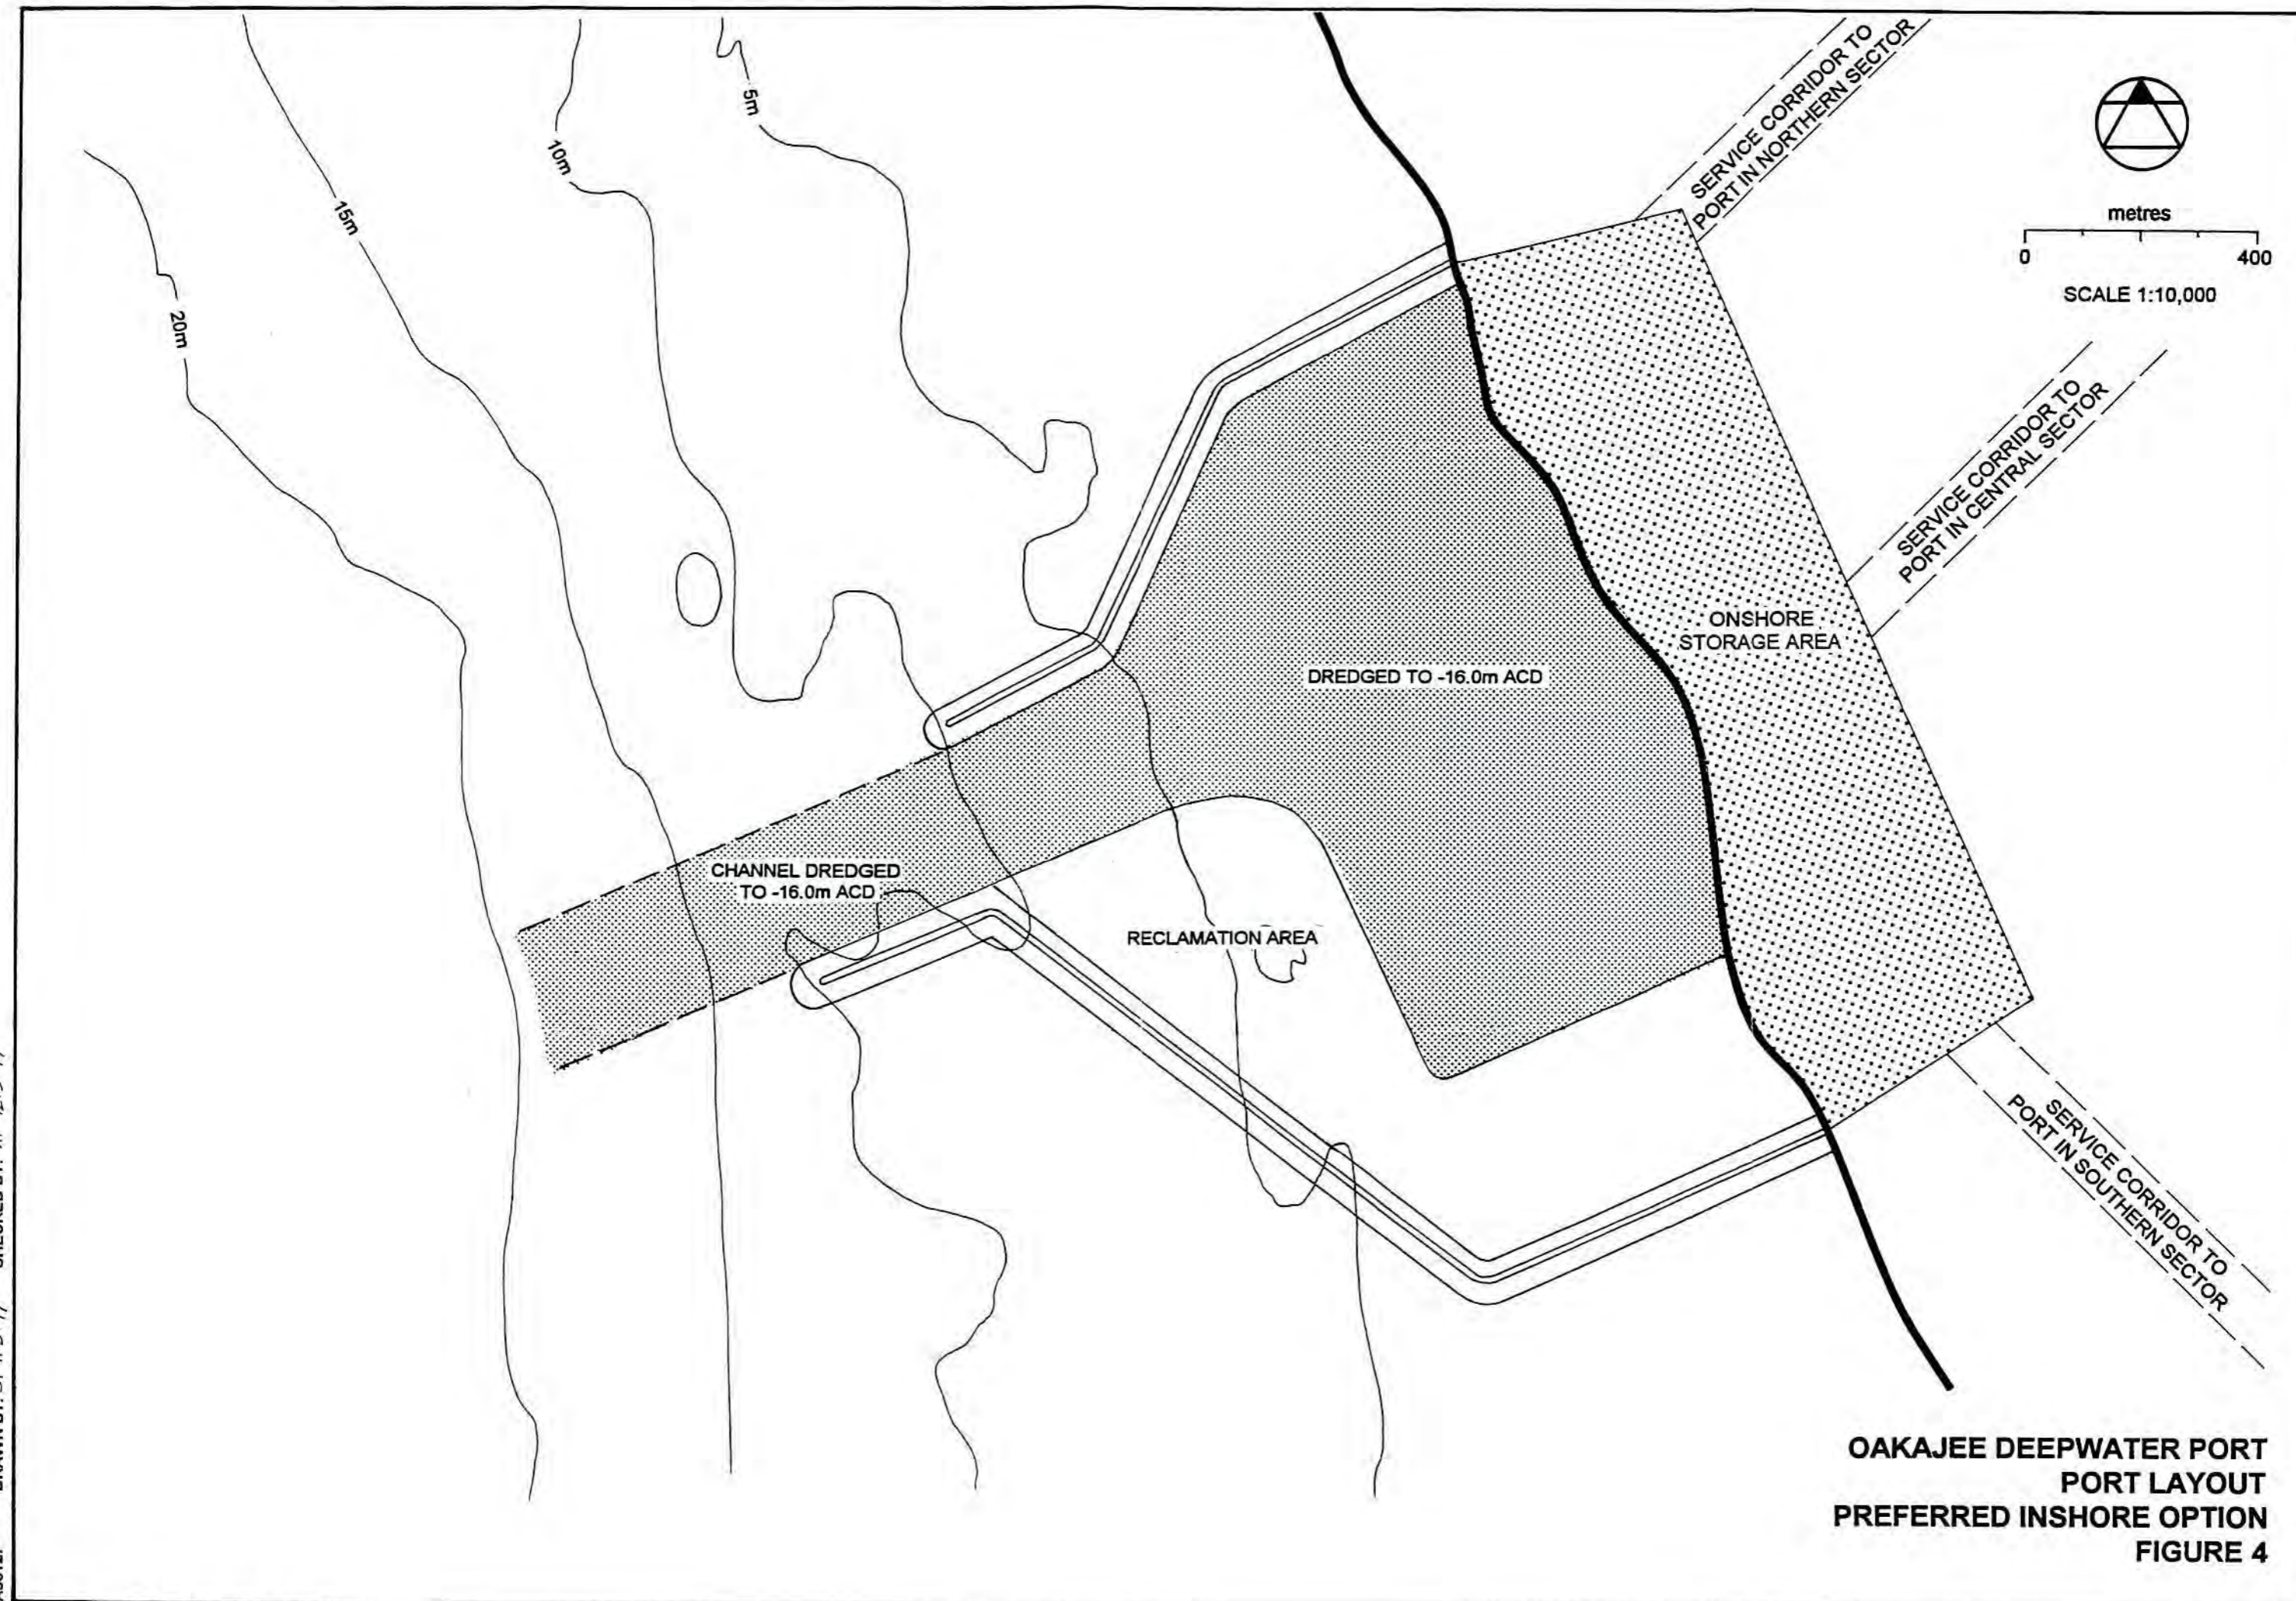 5m
10m
15m
20m
SERVICE CORRIDOR TO
PORT IN NORTHERN SECTOR
metres
0 400
SCALE 1:10,000
SERVICE CORRIDOR TO
PORT IN CENTRAL SECTOR
ONSHORE
STORAGE AREA
DREDGED TO -16.0m ACD
CHANNEL DREDGED
TO -16.0m ACD
RECLAMATION AREA
SERVICE CORRIDOR TO
PORT IN SOUTHERN SECTOR
OAKAJEE DEEPWATER PORT
PORT LAYOUT
PREFERRED INSHORE OPTION
FIGURE 4